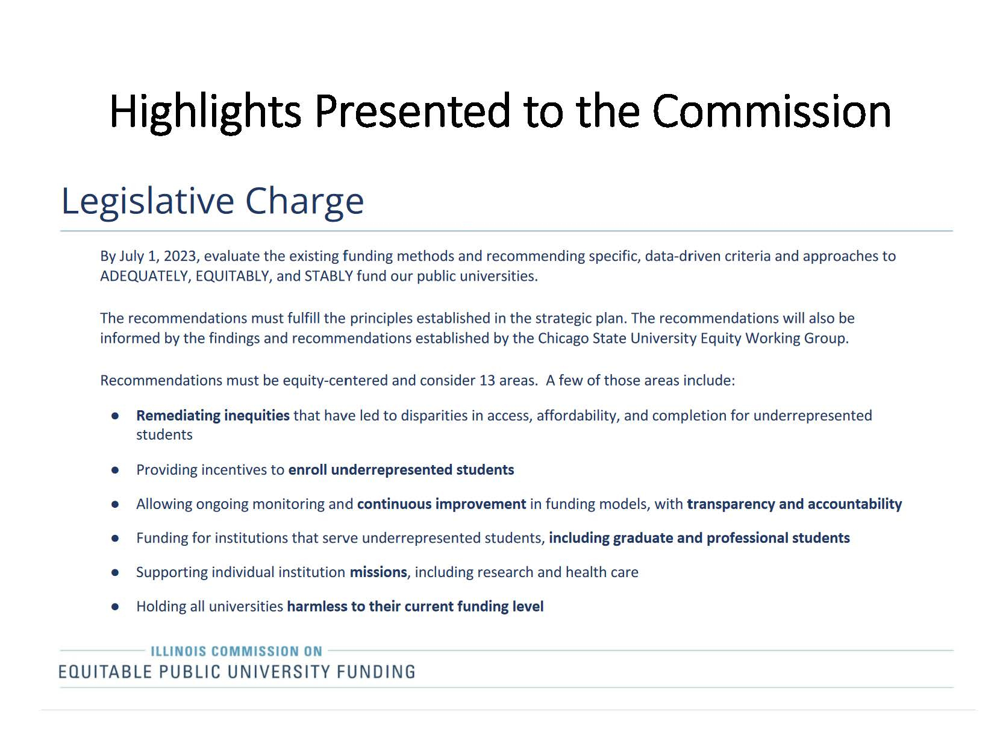 Highlights Presented to the Commission
Legislative Charge
By July 1, 2023, evaluate the existing funding methods and recommending specific, data-driven criteria and approaches to
ADEQUATELY, EQUITABLY, and STABLY fund our public universities.
The recommendations must fulfill the principles established in the strategic plan. The recommendations will also be
informed by the findings and recommendations established by the Chicago State University Equity Working Group.
Recommendations must be equity-centered and consider 13 areas.  A few of those areas include:
● Remediating inequities that have led to disparities in access, affordability, and completion for underrepresented
students
● Providing incentives to enroll underrepresented students
● Allowing ongoing monitoring and continuous improvement in funding models, with transparency and accountability
● Funding for institutions that serve underrepresented students, including graduate and professional students
● Supporting individual institution missions, including research and health care
● Holding all universities harmless to their current funding level
ILLINOIS COMMISSION ON
EQUITABLE PUBLIC UNIVERSITY FUNDING